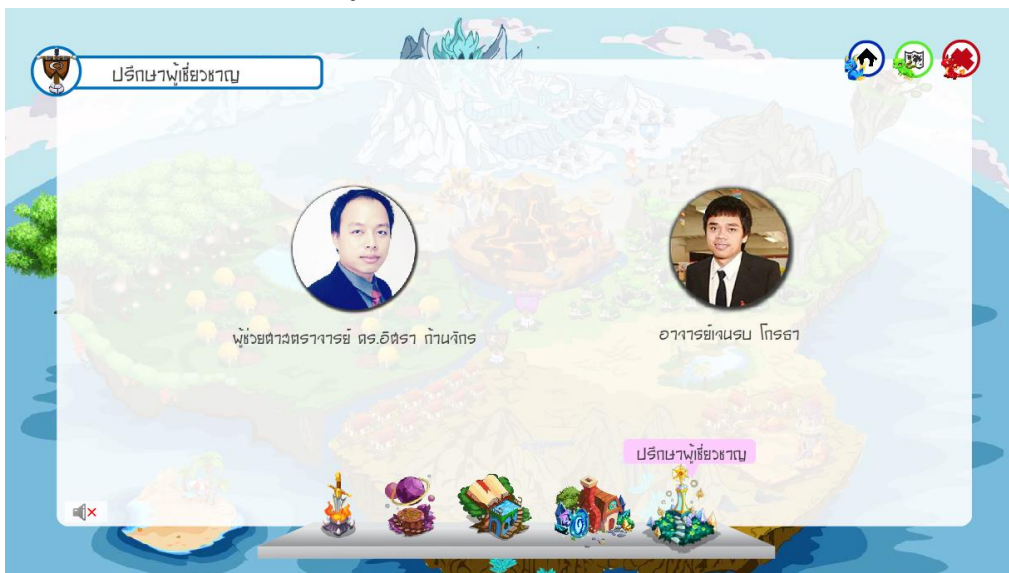 ปรึกษาผู้เชี่ยวชาญ
ผู้ช่วยศาสตราจารย์ ดร.อิศรา ก้านจักร
อาจารย์เจนรบ โกรธา
ปรึกษาผู้เชี่ยวชาญ